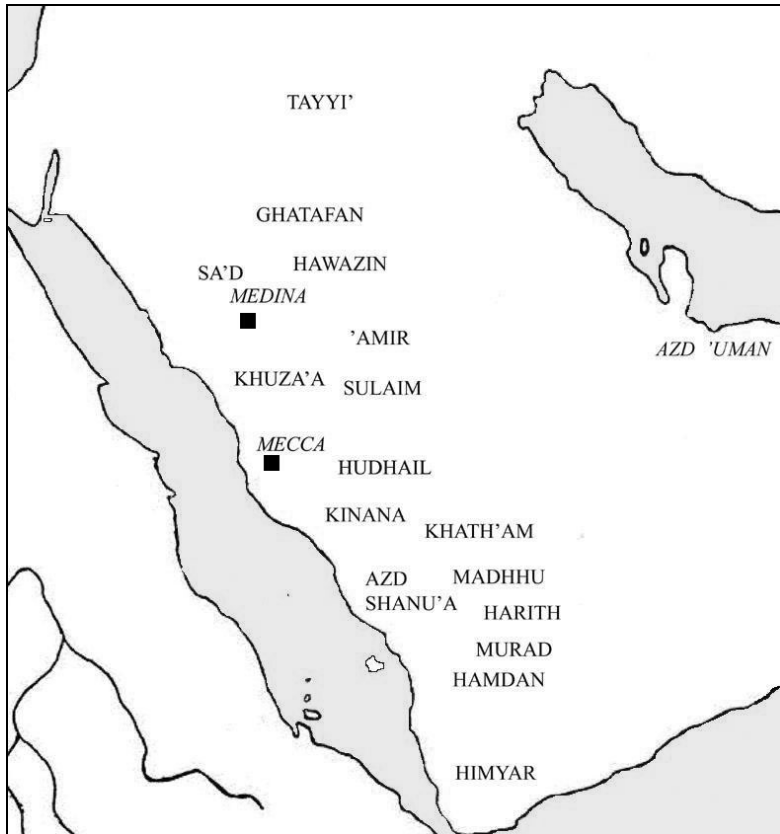 TAYYI’
GHATAFAN
HAWAZIN
SA’D
MEDINA
’AMIR
AZD ’UMAN
KHUZA’A
SULAIM
MECCA
HUDHAIL
KINANA
KHATH’AM
AZD
SHANU’A
MADHHU
HARITH
MURAD
HAMDAN
HIMYAR